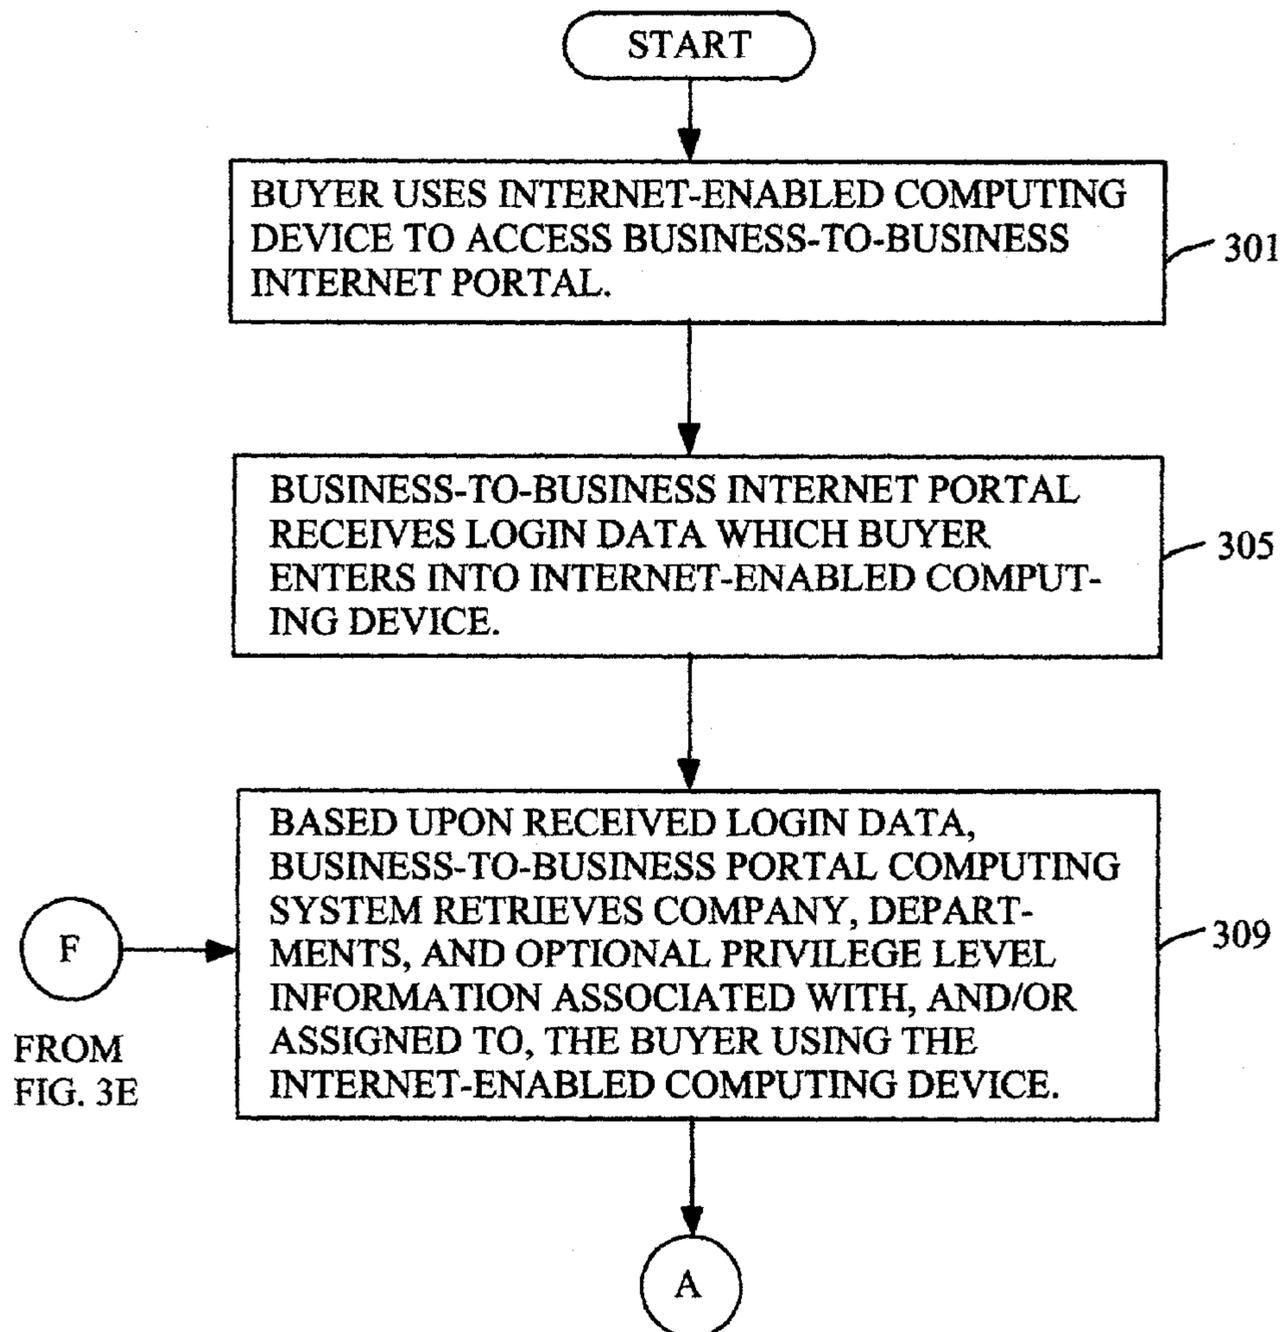 START
BUYER USES INTERNET-ENABLED COMPUTING
DEVICE TO ACCESS BUSINESS-TO-BUSINESS
INTERNET PORTAL.
301
BUSINESS-TO-BUSINESS INTERNET PORTAL
RECEIVES LOGIN DATA WHICH BUYER
ENTERS INTO INTERNET-ENABLED COMPUT-
ING DEVICE.
305
BASED UPON RECEIVED LOGIN DATA,
BUSINESS-TO-BUSINESS PORTAL COMPUTING
SYSTEM RETRIEVES COMPANY, DEPART-
MENTS, AND OPTIONAL PRIVILEGE LEVEL
INFORMATION ASSOCIATED WITH, AND/OR
ASSIGNED TO, THE BUYER USING THE
INTERNET-ENABLED COMPUTING DEVICE.
309
F
FROM
FIG. 3E
A